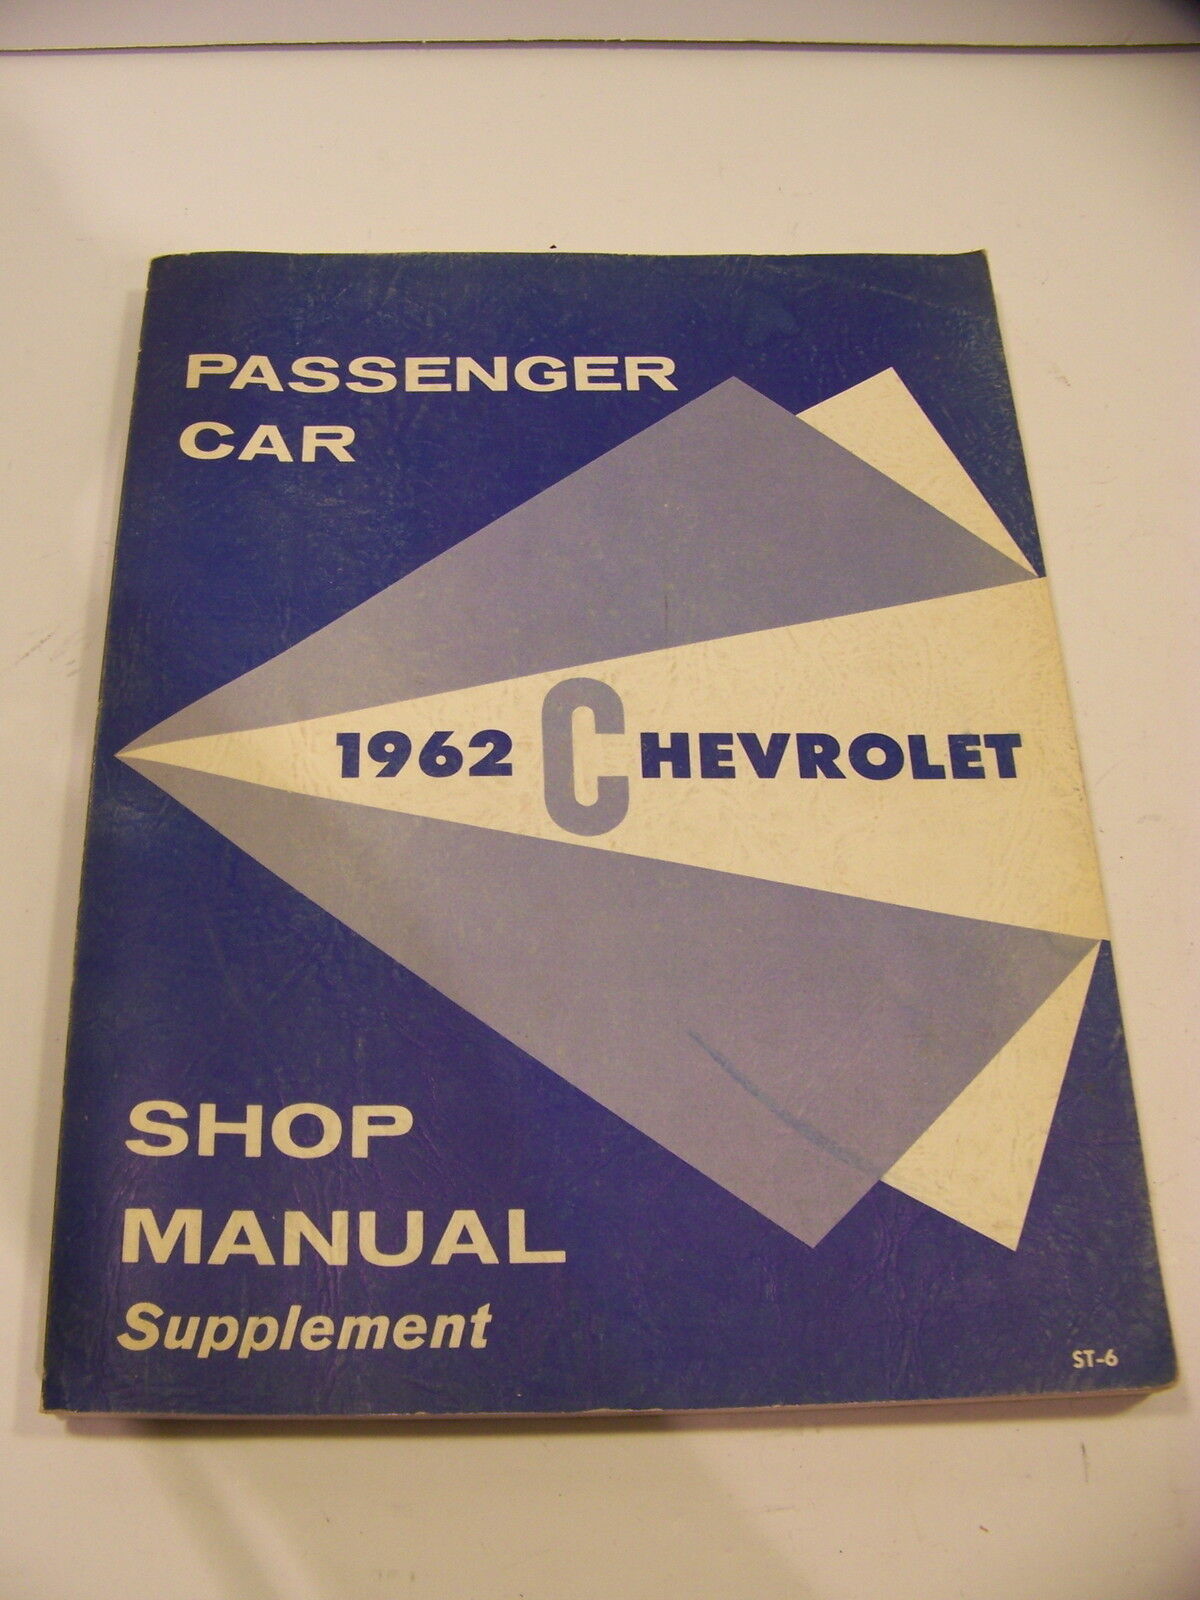 PASSENGER
CAR
1962 CHEVROLET
SHOP
MANUAL
Supplement
ST-6